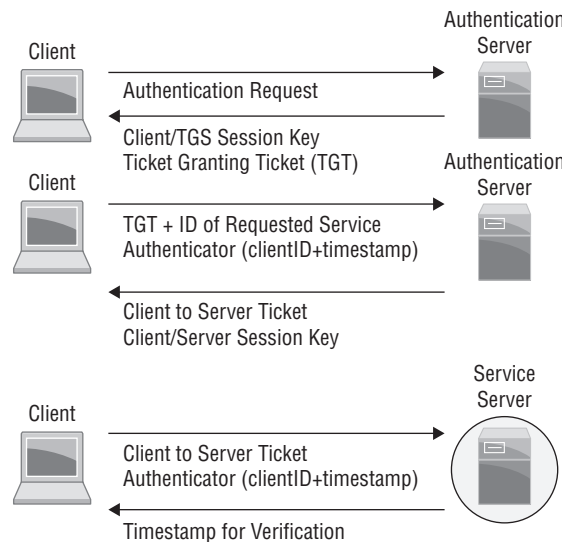 Client
Authentication
Server
Authentication Request
Client/TGS Session Key
Ticket Granting Ticket (TGT)
Client
Authentication
Server
TGT + ID of Requested Service
Authenticator (clientID+timestamp)
Client to Server Ticket
Client/Server Session Key
Client
Service
Server
Client to Server Ticket
Authenticator (clientID+timestamp)
Timestamp for Verification